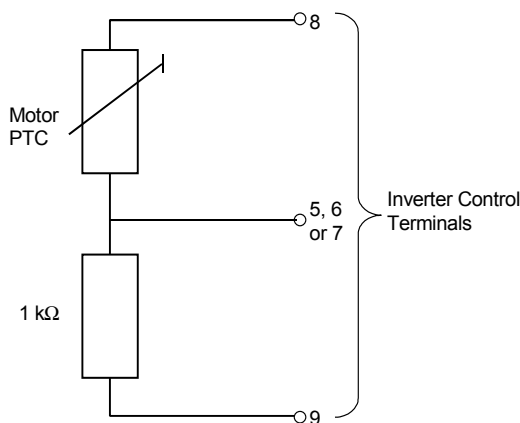 8
Motor
PTC
5, 6
or 7
Inverter Control
Terminals
1 kΩ
9